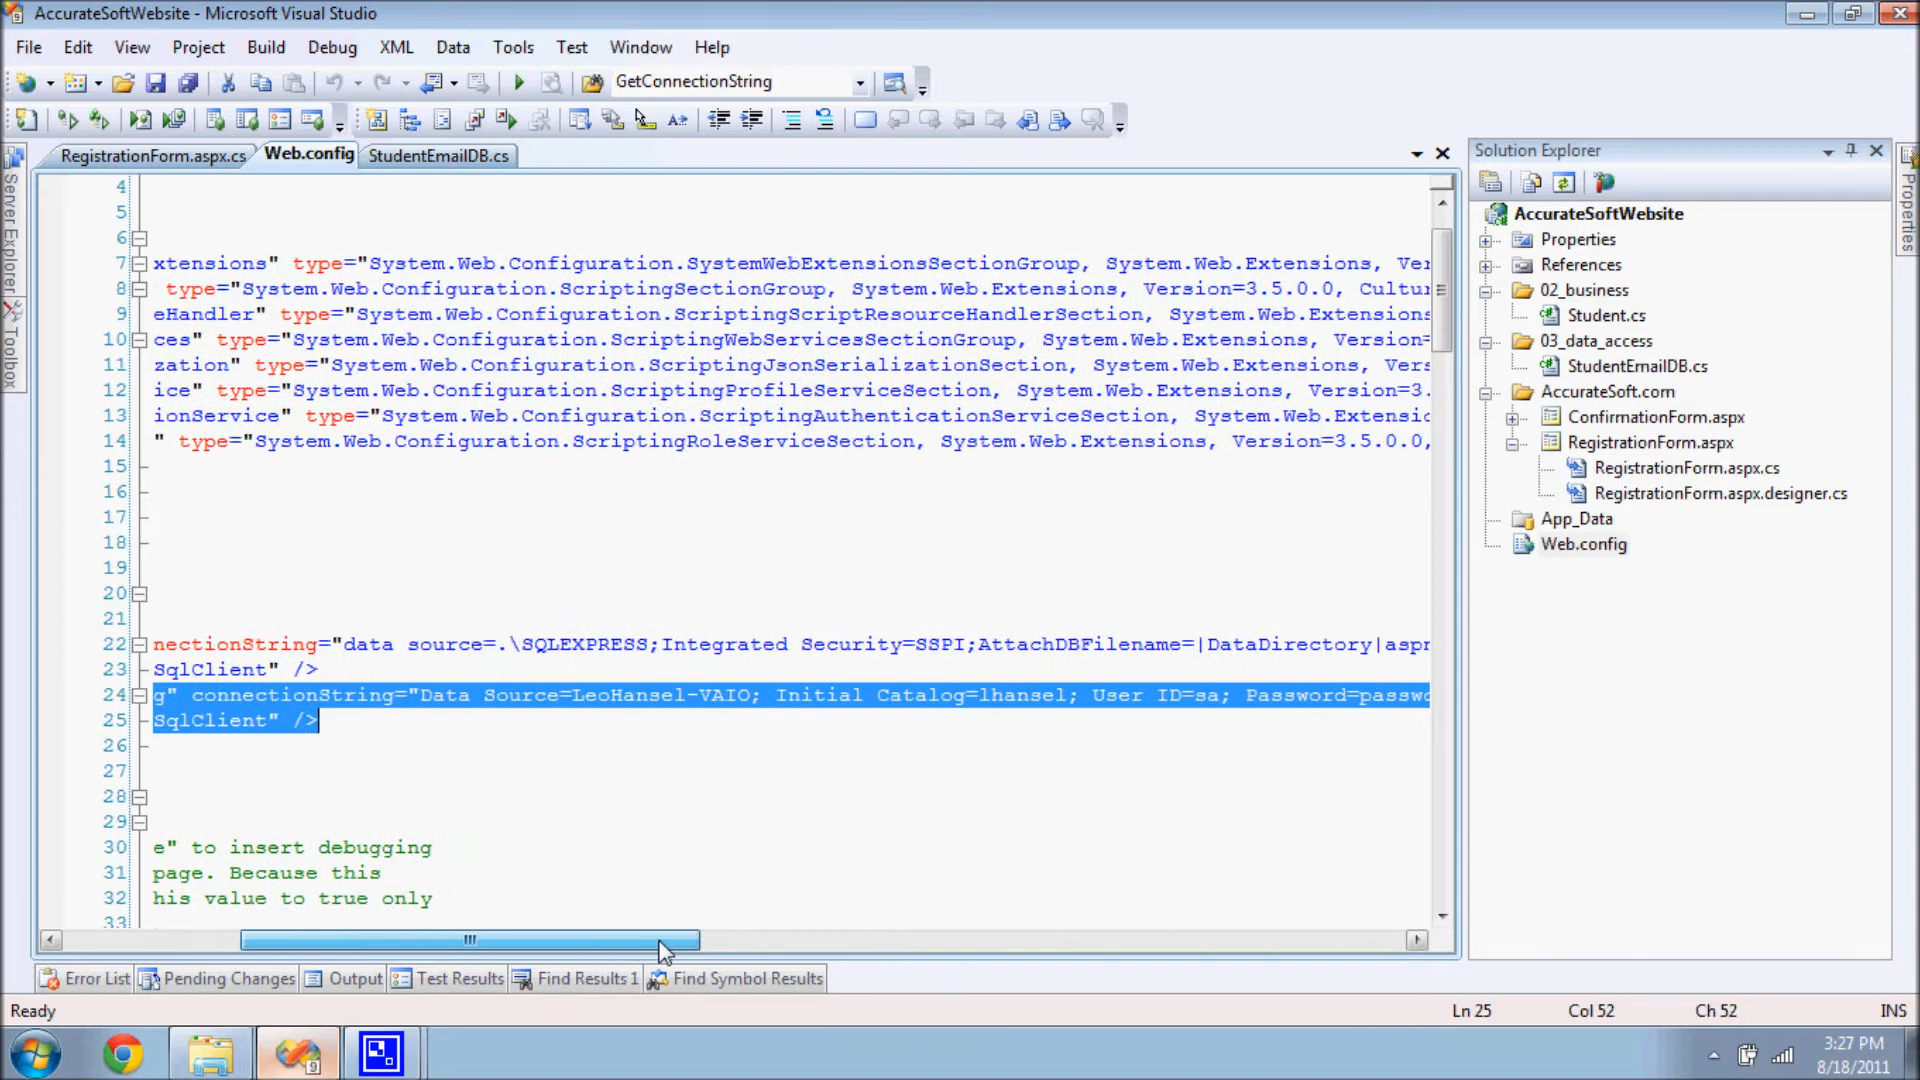 AccurateSoftWebsite - Microsoft Visual Studio
File Edit View Project Build Debug XML Data Tools Test Window Help
GetConnectionString
RegistrationForm.aspx.cs Web.config StudentEmailDB.cs
Server Explorer
Toolbox
4
5
6
7 xtensions" type="System.Web.Configuration.SystemWebExtensionsSectionGroup, System.Web.Extensions, Ver
8 type="System.Web.Configuration.ScriptingSectionGroup, System.Web.Extensions, Version=3.5.0.0, Cultur
9 eHandler" type="System.Web.Configuration.ScriptingScriptResourceHandlerSection, System.Web.Extensions
10 ces" type="System.Web.Configuration.ScriptingWebServicesSectionGroup, System.Web.Extensions, Version=
11 zation" type="System.Web.Configuration.ScriptingJsonSerializationSection, System.Web.Extensions, Vers
12 ice" type="System.Web.Configuration.ScriptingProfileServiceSection, System.Web.Extensions, Version=3.
13 ionService" type="System.Web.Configuration.ScriptingAuthenticationServiceSection, System.Web.Extensio
14 " type="System.Web.Configuration.ScriptingRoleServiceSection, System.Web.Extensions, Version=3.5.0.0,
15
16
17
18
19
20
21
22 nectionString="data source=.\SQLEXPRESS;Integrated Security=SSPI;AttachDBFilename=|DataDirectory|aspn
23 SqlClient" />
24 g" connectionString="Data Source=LeoHansel-VAIO; Initial Catalog=lhansel; User ID=sa; Password=passwo
25 SqlClient" />
26
27
28
29
30 e" to insert debugging
31 page. Because this
32 his value to true only
33
Solution Explorer
AccurateSoftWebsite
Properties
References
02_business
Student.cs
03_data_access
StudentEmailDB.cs
AccurateSoft.com
ConfirmationForm.aspx
RegistrationForm.aspx
RegistrationForm.aspx.cs
RegistrationForm.aspx.designer.cs
App_Data
Web.config
Properties
Error List Pending Changes Output Test Results Find Results 1 Find Symbol Results
Ready Ln 25 Col 52 Ch 52 INS
3:27 PM
8/18/2011